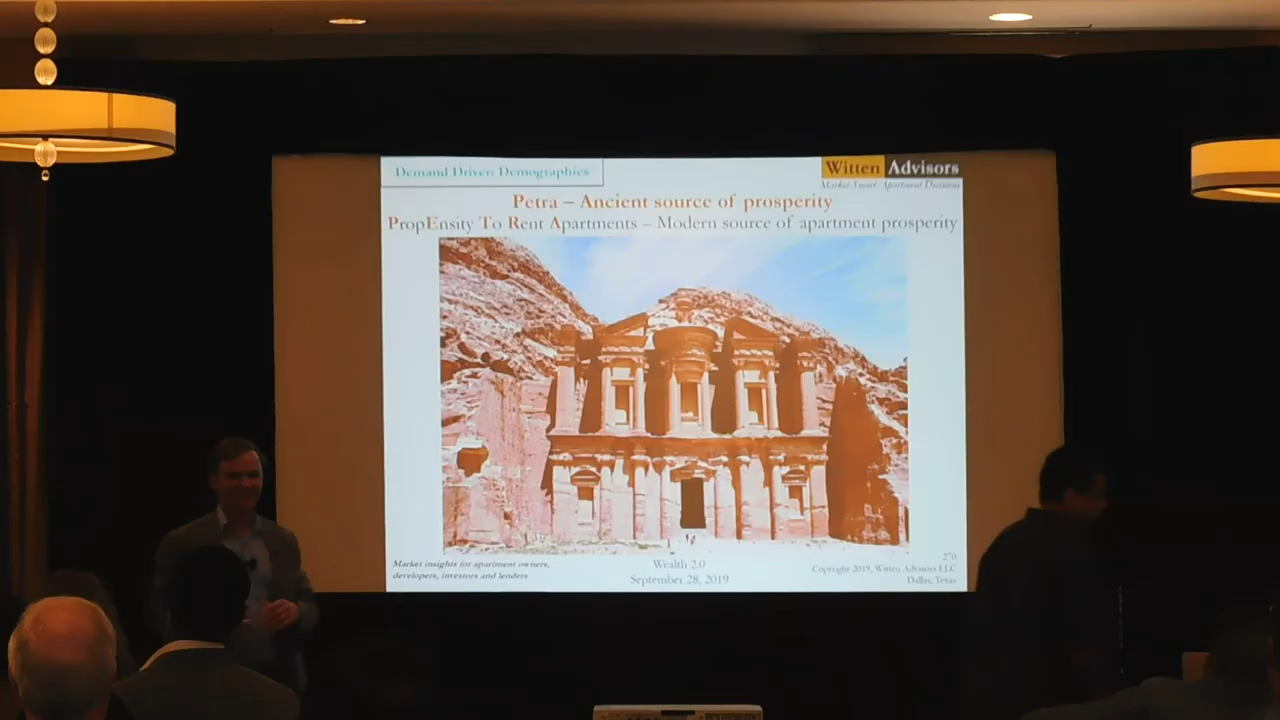 Demand Driver: Demographics
Witten Advisors
Market-Smart Apartment Decisions
Petra – Ancient source of prosperity
PropEnsity To Rent Apartments – Modern source of apartment prosperity
Market insights for apartment owners,
developers, investors and lenders
Wealth 2.0
September 28, 2019
270
Copyright 2019, Witten Advisors LLC
Dallas, Texas